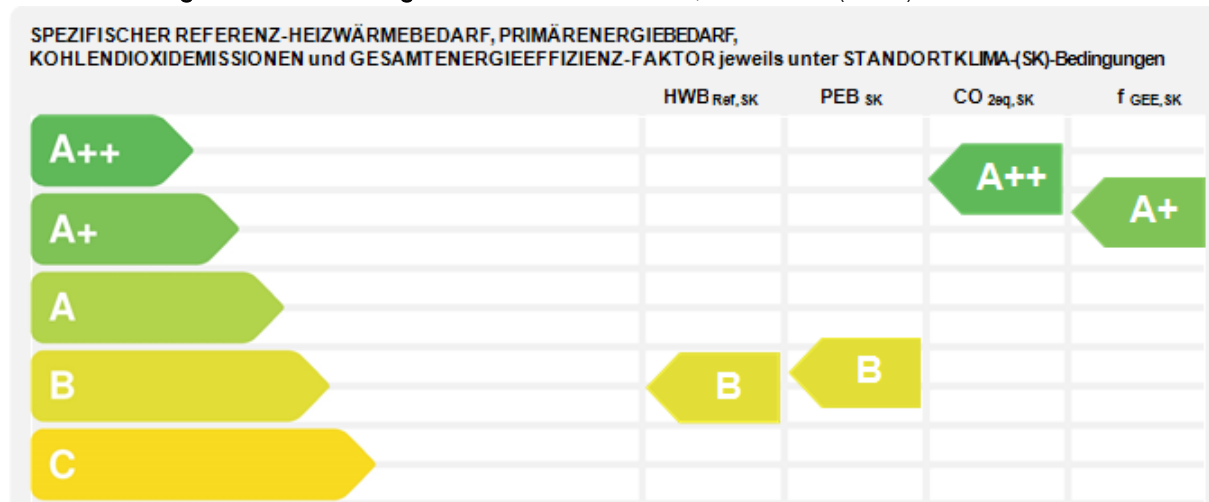 SPEZIFISCHER REFERENZ-HEIZWÄRMEBEDARF, PRIMÄRENERGIEBEDARF,
KOHLENDIOXIDEMISSIONEN und GESAMTENERGIEEFFIZIENZ-FAKTOR jeweils unter STANDORTKLIMA-(SK)-Bedingungen
HWB Ref, SK PEB SK CO 2eq, SK f GEE, SK
A++
A++
A+
A+
A
B
B
B
C